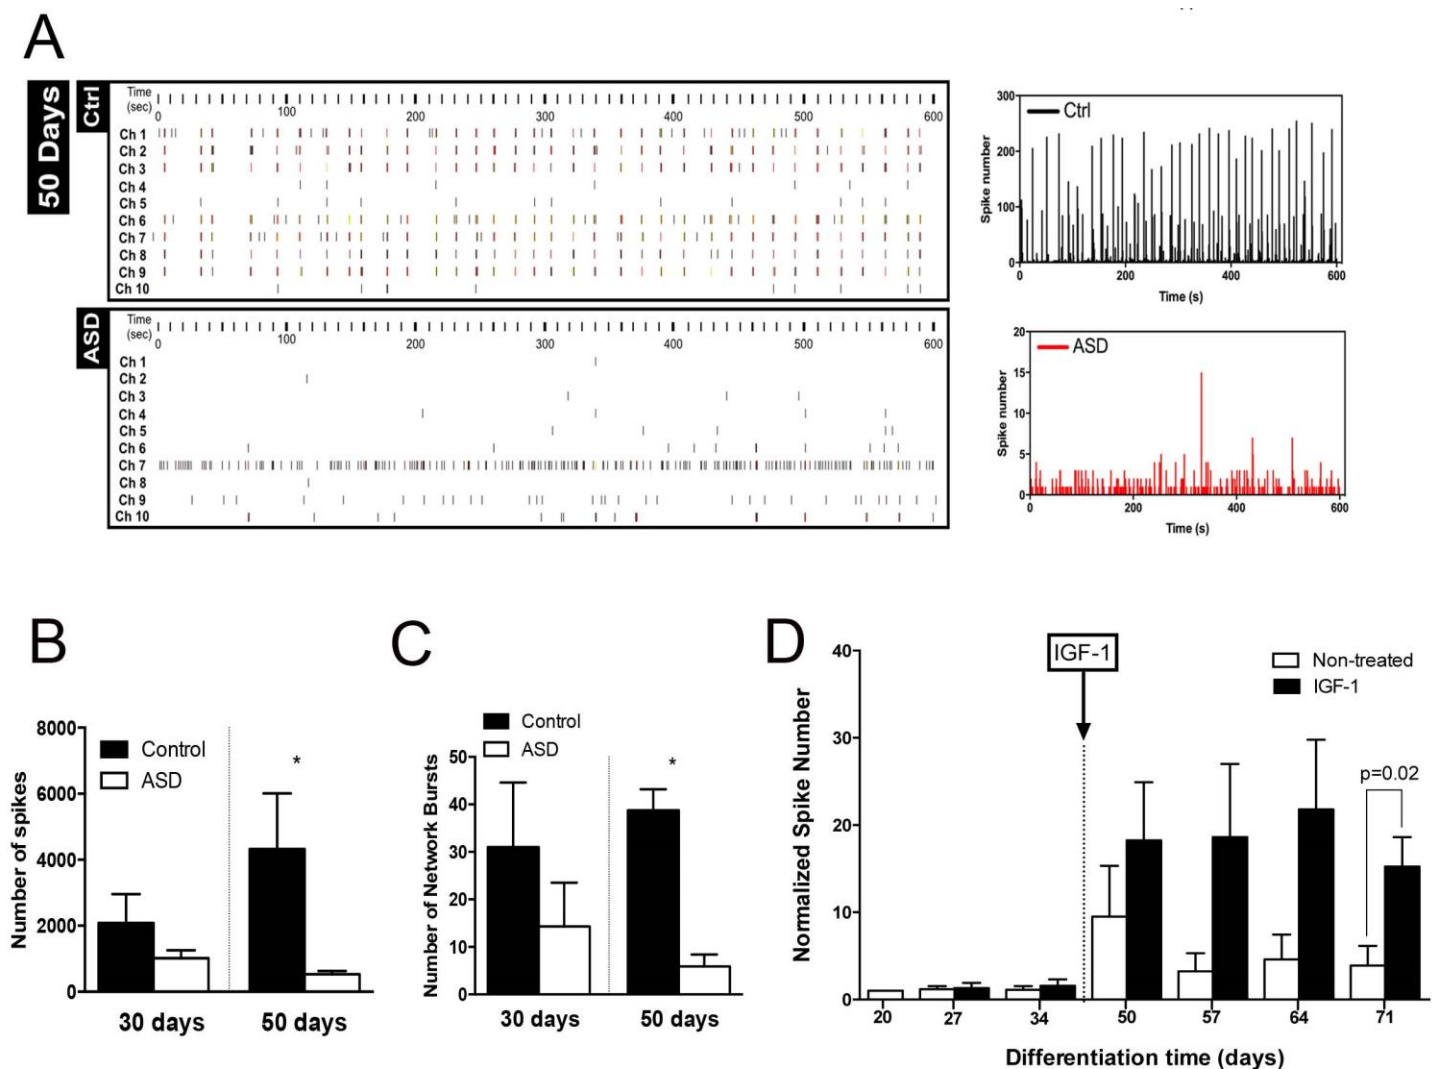 A
50 Days
Ctrl
Time
(sec)
0 100 200 300 400 500 600
Ch 1
Ch 2
Ch 3
Ch 4
Ch 5
Ch 6
Ch 7
Ch 8
Ch 9
Ch 10
300
200
100
0
Spike number
Ctrl
0 200 400 600
Time (s)
ASD
Time
(sec)
0 100 200 300 400 500 600
Ch 1
Ch 2
Ch 3
Ch 4
Ch 5
Ch 6
Ch 7
Ch 8
Ch 9
Ch 10
20
15
10
5
0
Spike number
ASD
0 200 400 600
Time (s)
B
Number of spikes
8000
6000
4000
2000
0
Control
ASD
*
30 days 50 days
C
Control
ASD
Number of Network Bursts
50
40
30
20
10
0
*
30 days 50 days
D
IGF-1
Non-treated
IGF-1
Normalized Spike Number
40
30
20
10
0
p=0.02
20 27 34 50 57 64 71
Differentiation time (days)